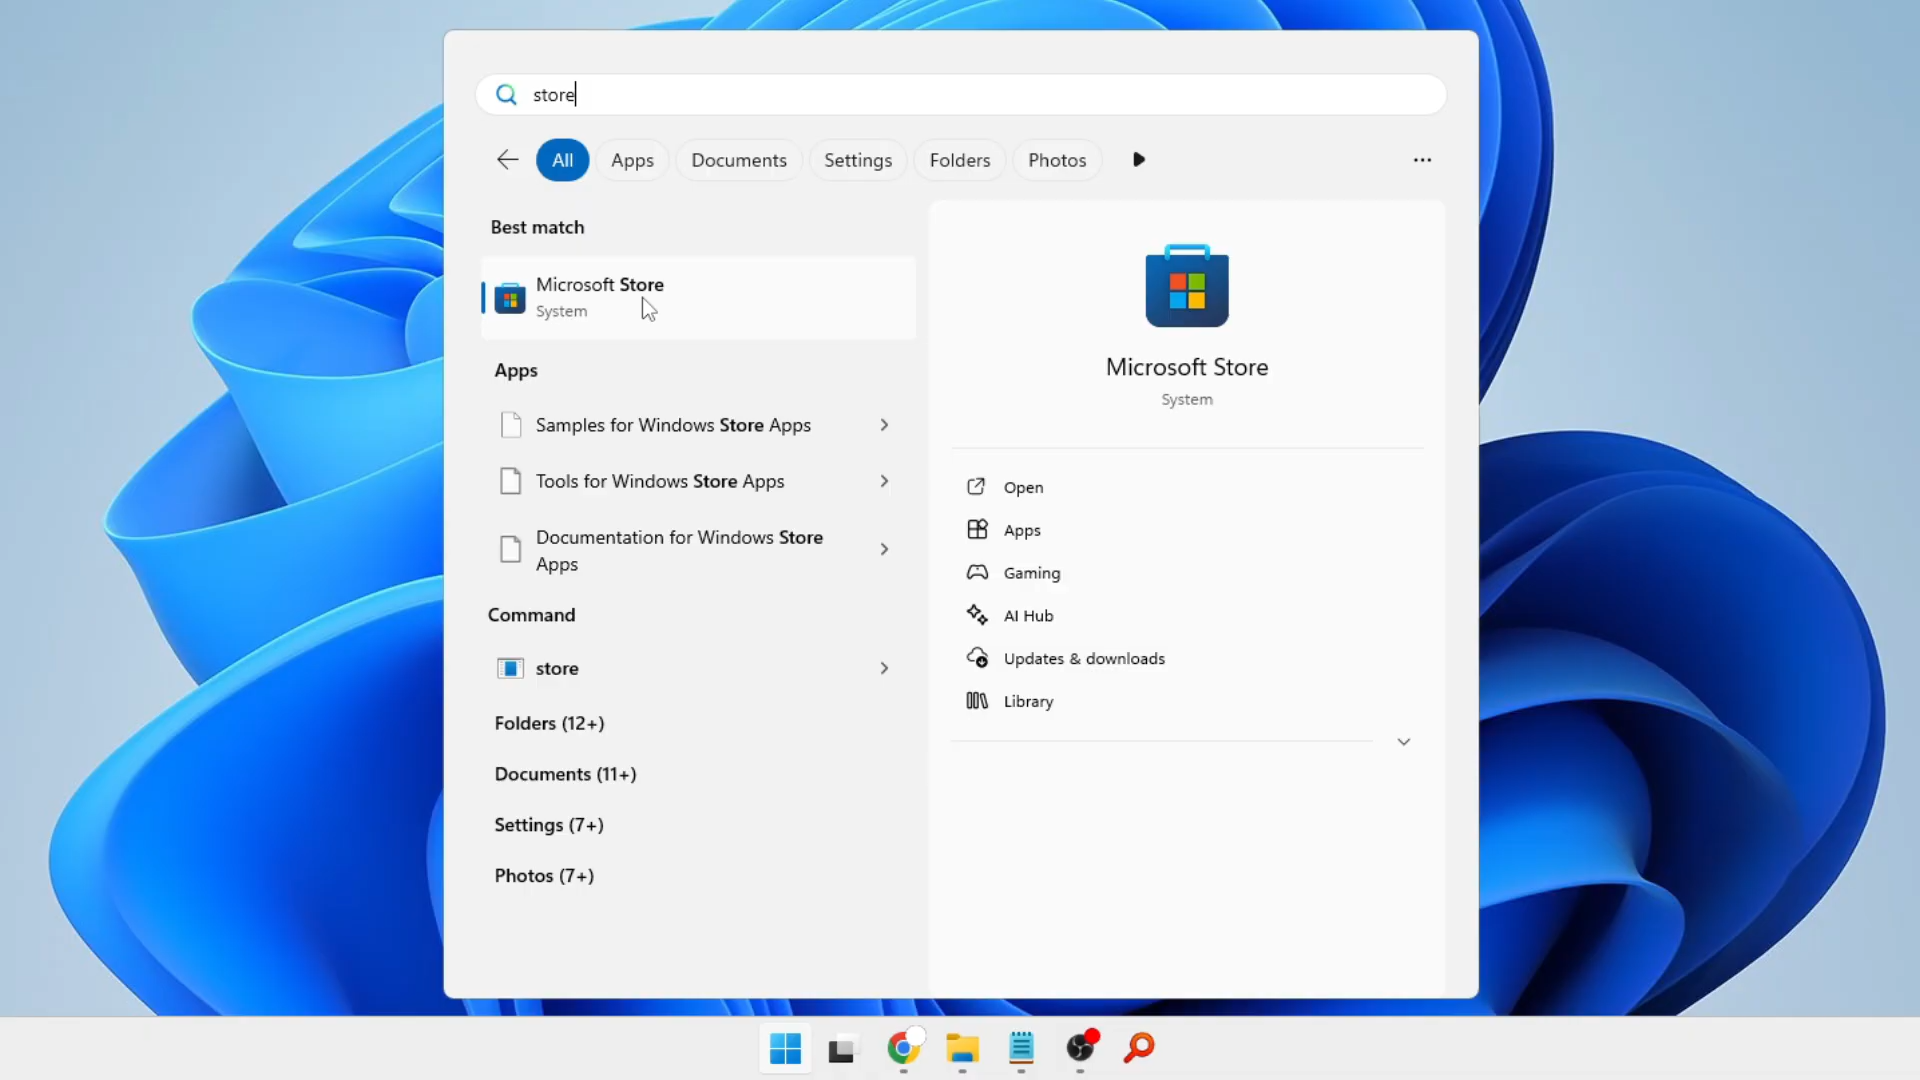 store
All
Apps
Documents
Settings
Folders
Photos
Best match
Microsoft Store
System
Apps
Samples for Windows Store Apps
Tools for Windows Store Apps
Documentation for Windows Store
Apps
Command
store
Folders (12+)
Documents (11+)
Settings (7+)
Photos (7+)
Microsoft Store
System
Open
Apps
Gaming
AI Hub
Updates & downloads
Library